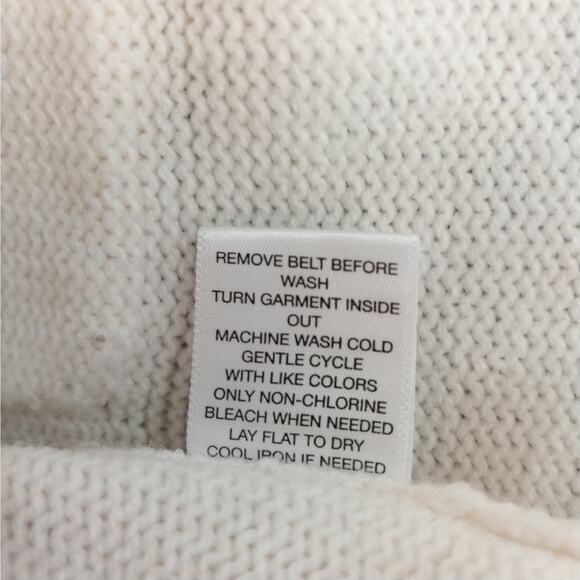 REMOVE BELT BEFORE
WASH
TURN GARMENT INSIDE
OUT
MACHINE WASH COLD
GENTLE CYCLE
WITH LIKE COLORS
ONLY NON-CHLORINE
BLEACH WHEN NEEDED
LAY FLAT TO DRY
COOL IRON IF NEEDED